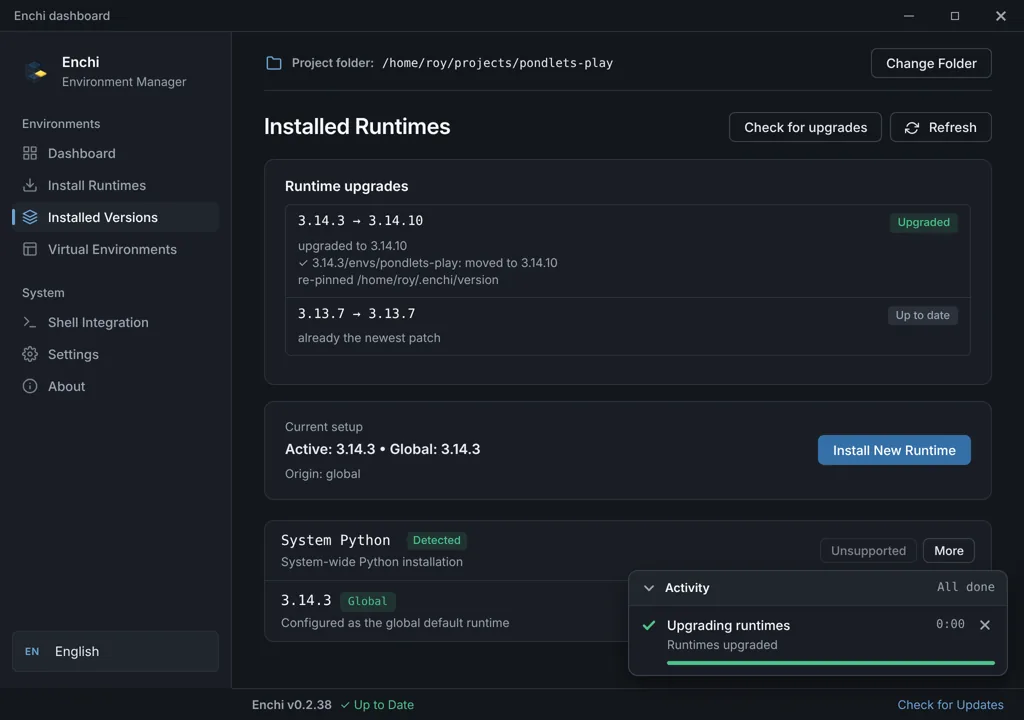 Enchi dashboard
Enchi
Environment Manager
Environments
Dashboard
Install Runtimes
Installed Versions
Virtual Environments
System
Shell Integration
Settings
About
EN English
Project folder: /home/roy/projects/pondlets-play
Change Folder
Installed Runtimes
Check for upgrades
Refresh
Runtime upgrades
3.14.3 → 3.14.10
Upgraded
upgraded to 3.14.10
✓ 3.14.3/envs/pondlets-play: moved to 3.14.10
re-pinned /home/roy/.enchi/version
3.13.7 → 3.13.7
Up to date
already the newest patch
Current setup
Active: 3.14.3 • Global: 3.14.3
Origin: global
Install New Runtime
System Python Detected
System-wide Python installation
Unsupported
More
3.14.3 Global
Configured as the global default runtime
Activity
All done
Upgrading runtimes
0:00
Runtimes upgraded
Enchi v0.2.38 ✓ Up to Date
Check for Updates